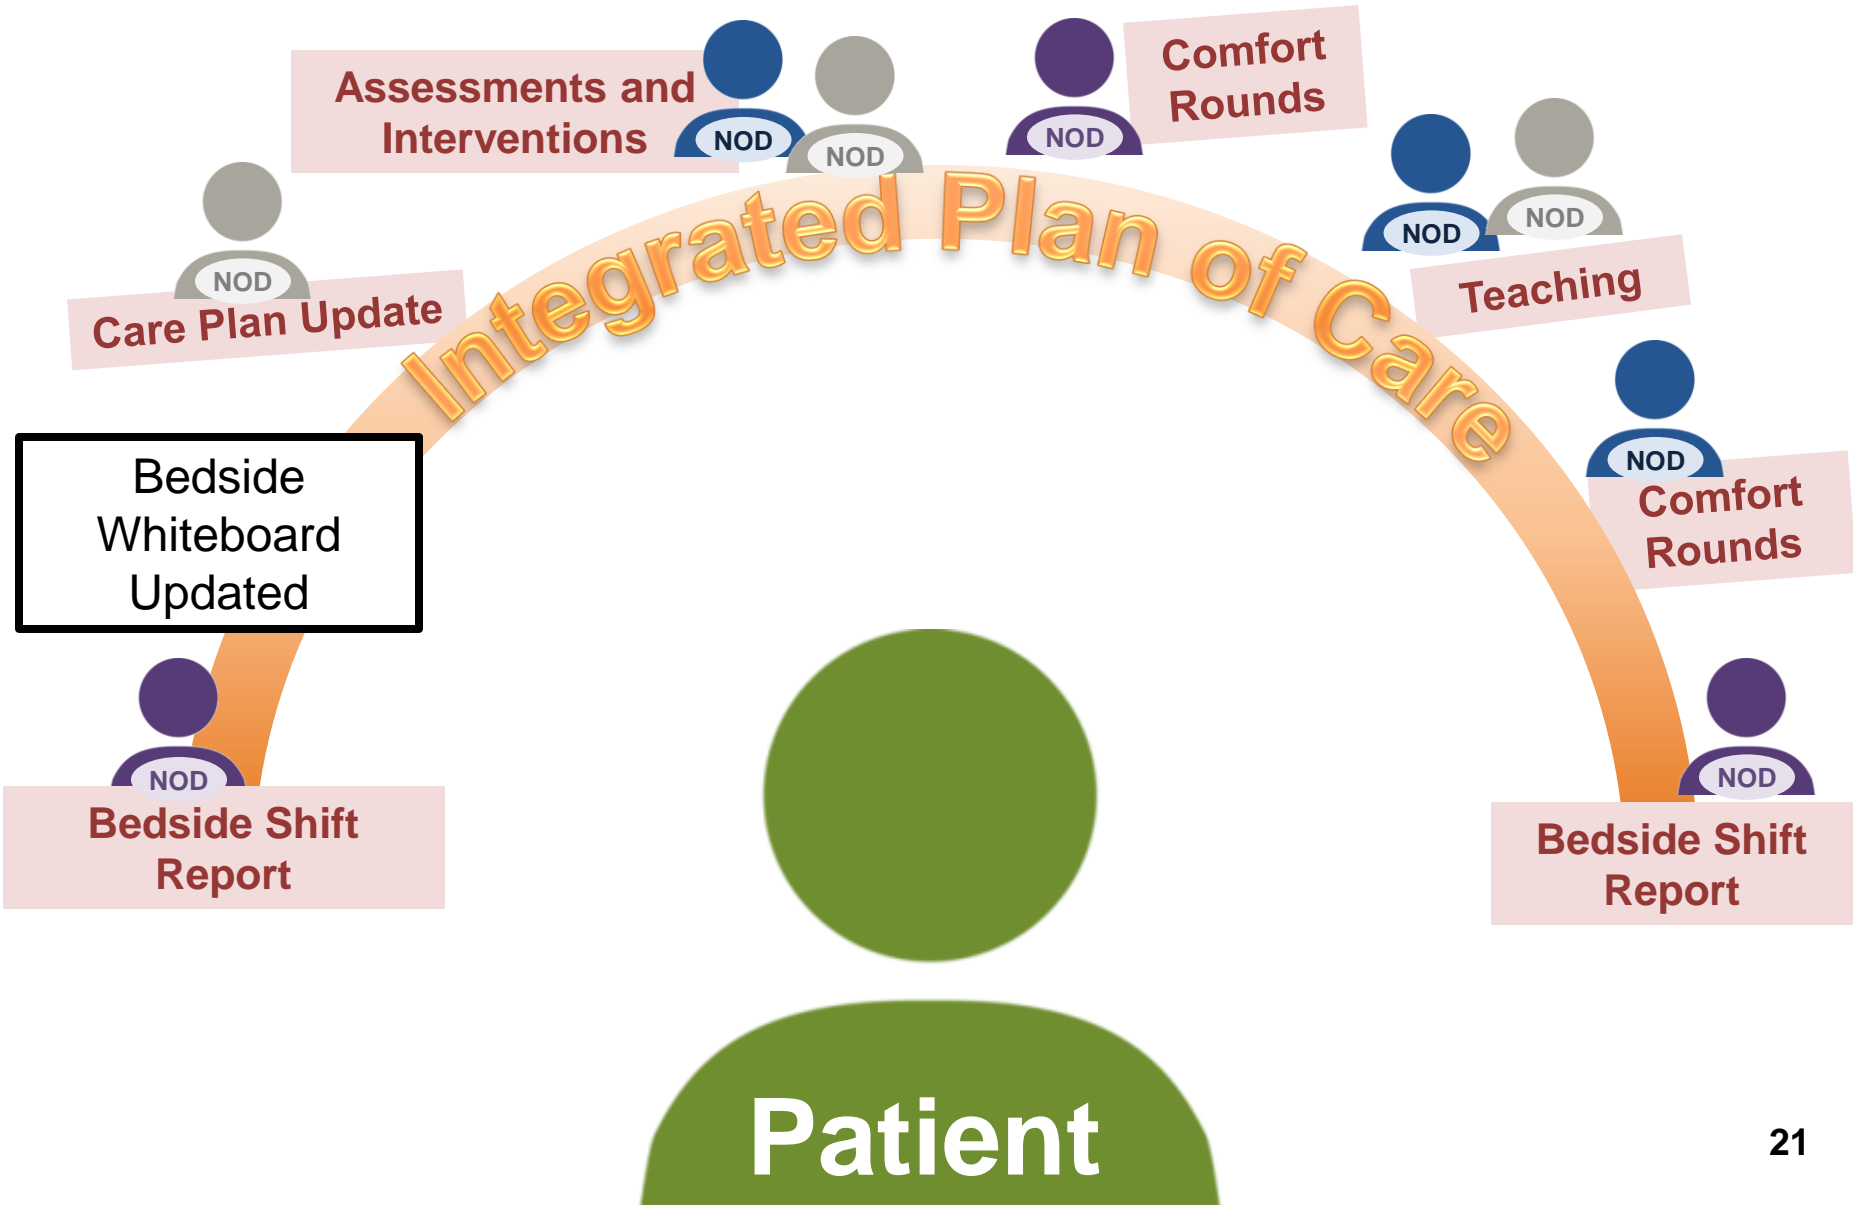 Assessments and
Interventions
NOD
NOD
NOD
Comfort
Rounds
NOD
NOD
Teaching
NOD
Care Plan Update
Integrated Plan of Care
NOD
Comfort
Rounds
Bedside
Whiteboard
Updated
NOD
Bedside Shift
Report
NOD
Bedside Shift
Report
Patient
21